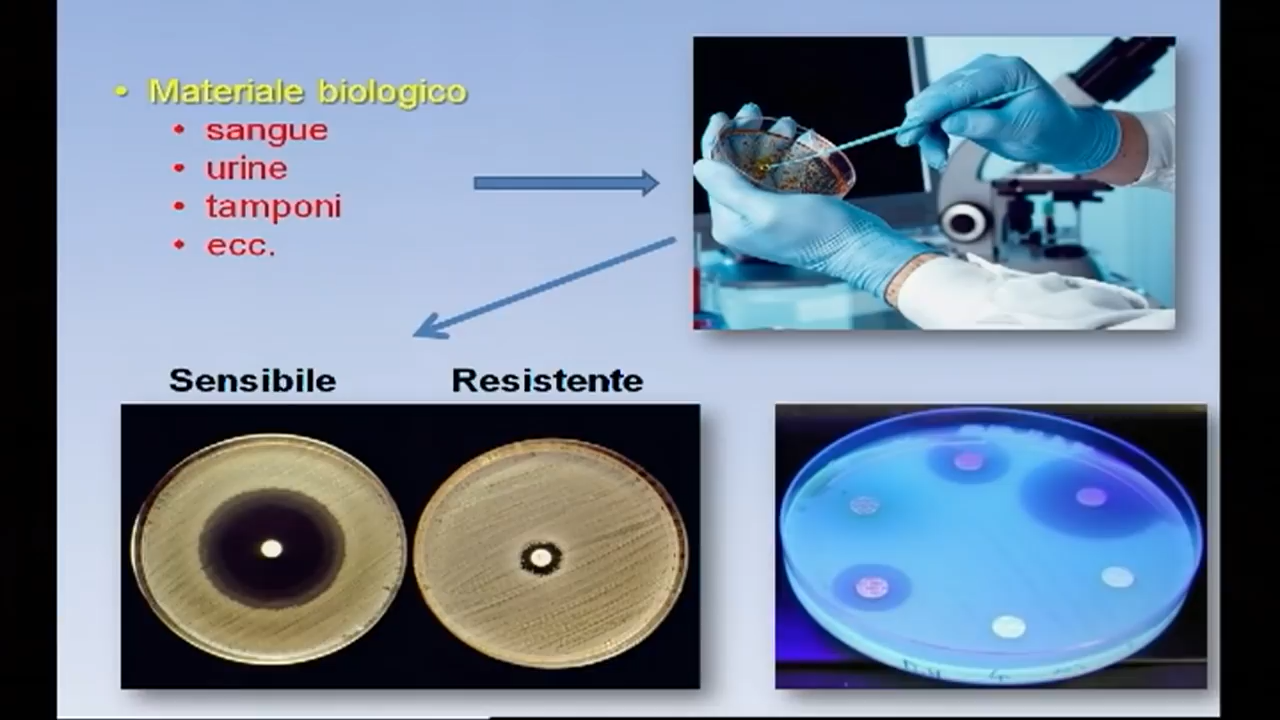 • Materiale biologico
• sangue
• urine
• tamponi
• ecc.
Sensibile
Resistente